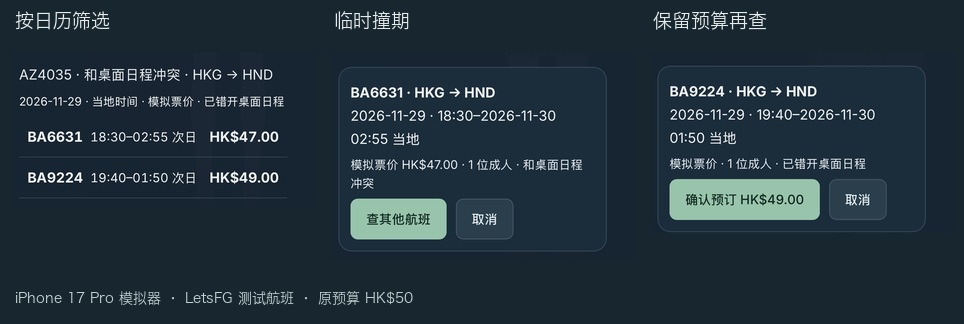 按日历筛选
AZ4035 · 和桌面日程冲突 · HKG → HND
2026-11-29 · 当地时间 · 模拟票价 · 已错开桌面日程
BA6631 18:30–02:55 次日 HK$47.00
BA9224 19:40–01:50 次日 HK$49.00
临时撞期
BA6631 · HKG → HND
2026-11-29 · 18:30–2026-11-30
02:55 当地
模拟票价 HK$47.00 · 1 位成人 · 和桌面日程
冲突
查其他航班 取消
保留预算再查
BA9224 · HKG → HND
2026-11-29 · 19:40–2026-11-30
01:50 当地
模拟票价 · 1 位成人 · 已错开桌面日程
确认预订 HK$49.00 取消
iPhone 17 Pro 模拟器 · LetsFG 测试航班 · 原预算 HK$50